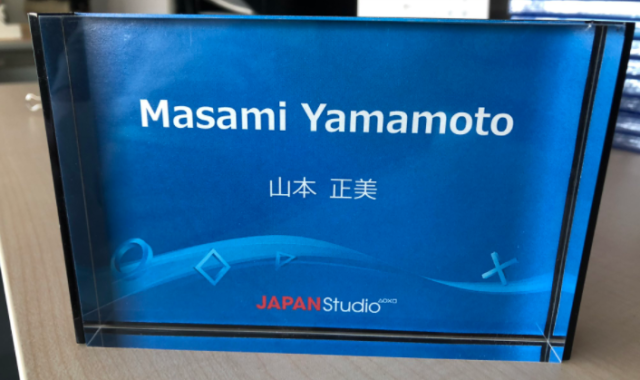 Masami Yamamoto
山本 正美
JAPANStudio